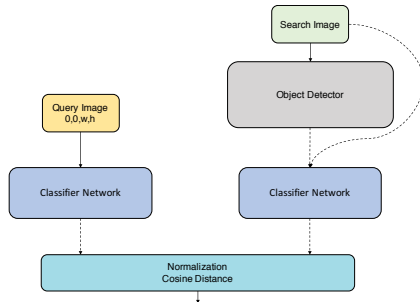 Search Image
Object Detector
Query Image
0,0,w,h
Classifier Network
Classifier Network
Normalization
Cosine Distance